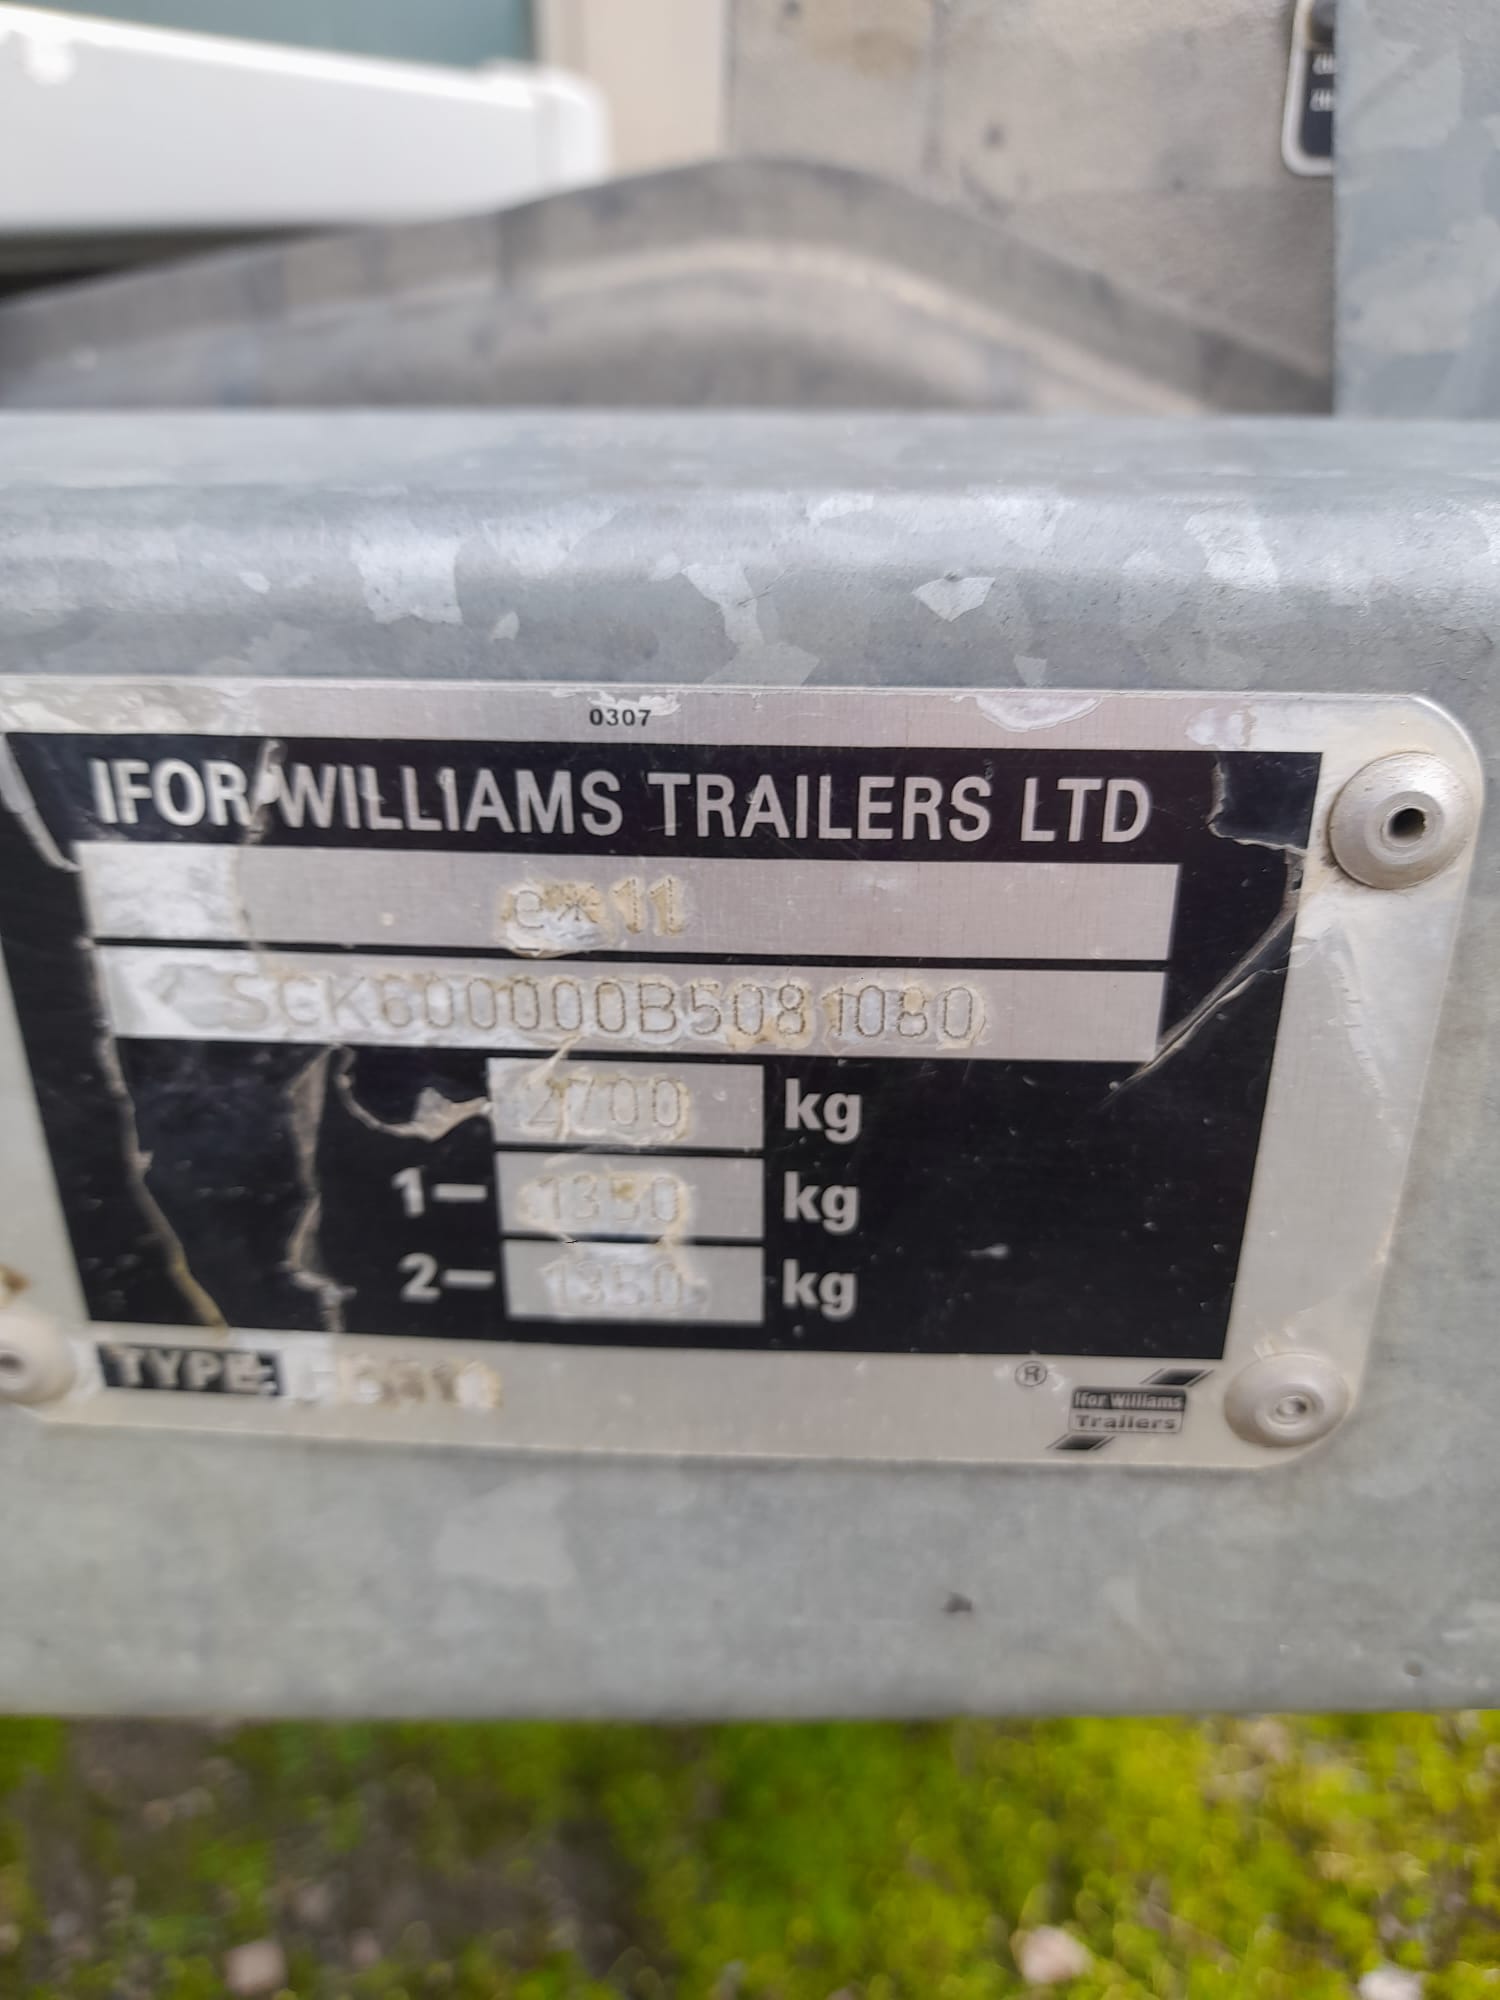 0307
IFOR WILLIAMS TRAILERS LTD
e*11
SCK600000B5081080
2700 kg
1— 1350 kg
2— 1350 kg
TYPE:
®
Ifor Williams
Trailers